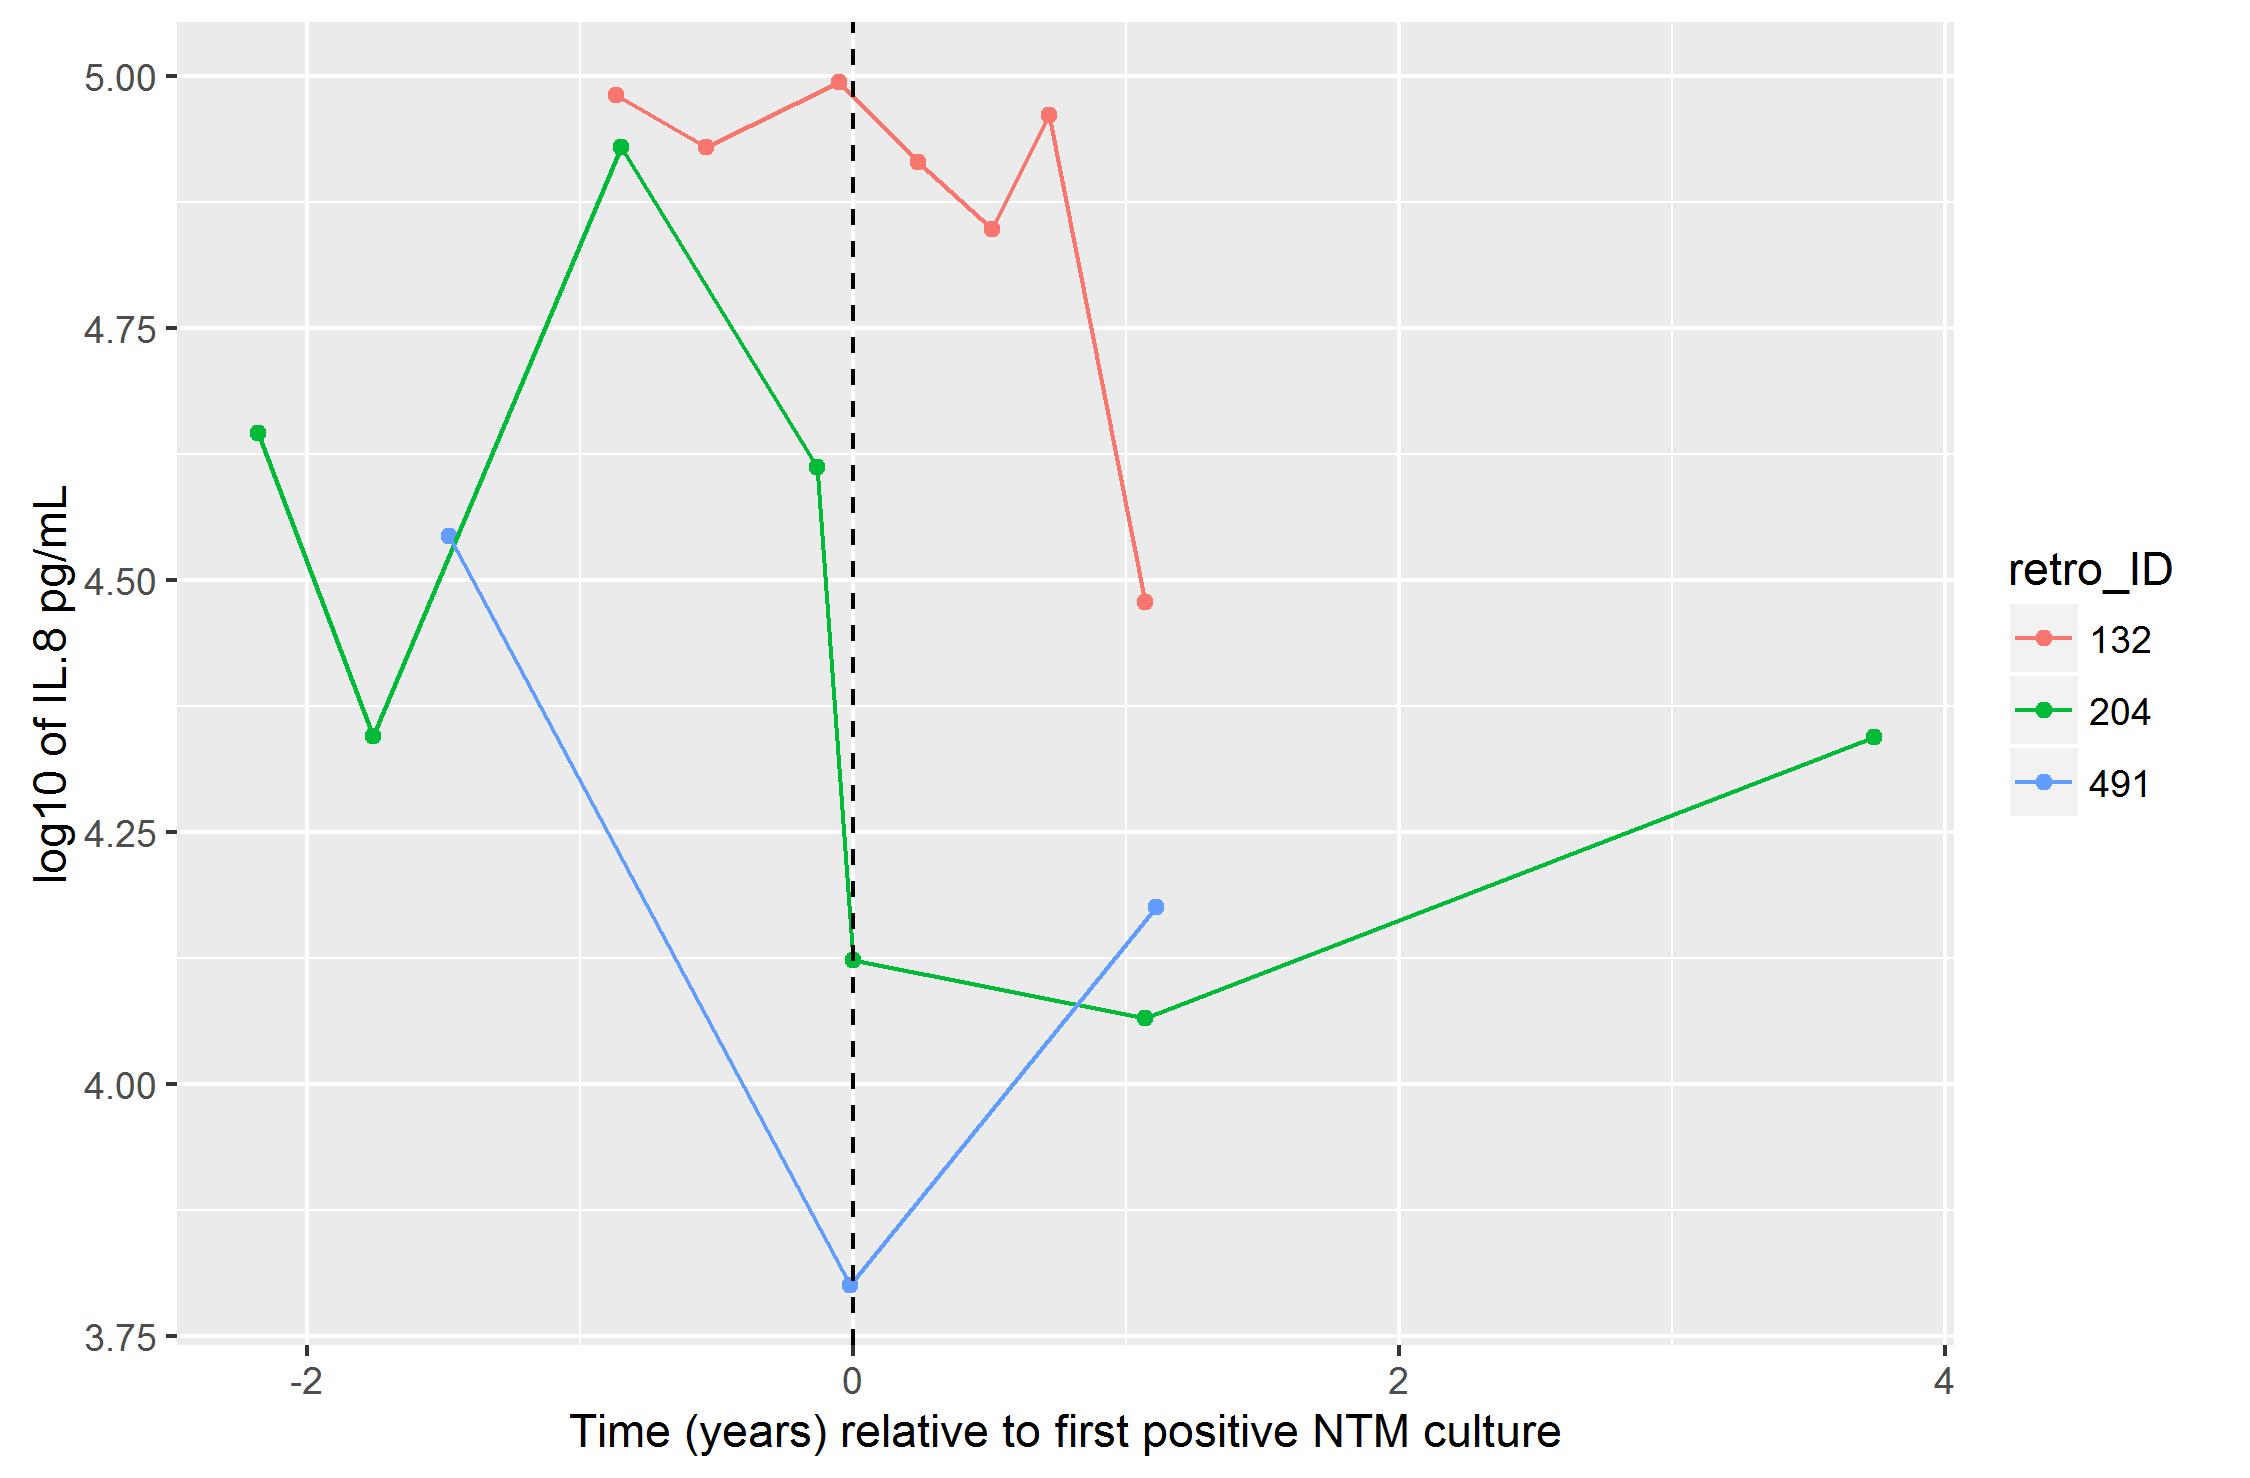 log10 of IL.8 pg/mL
5.00
4.75
4.50
4.25
4.00
3.75
-2 0 2 4
Time (years) relative to first positive NTM culture
retro_ID
132
204
491